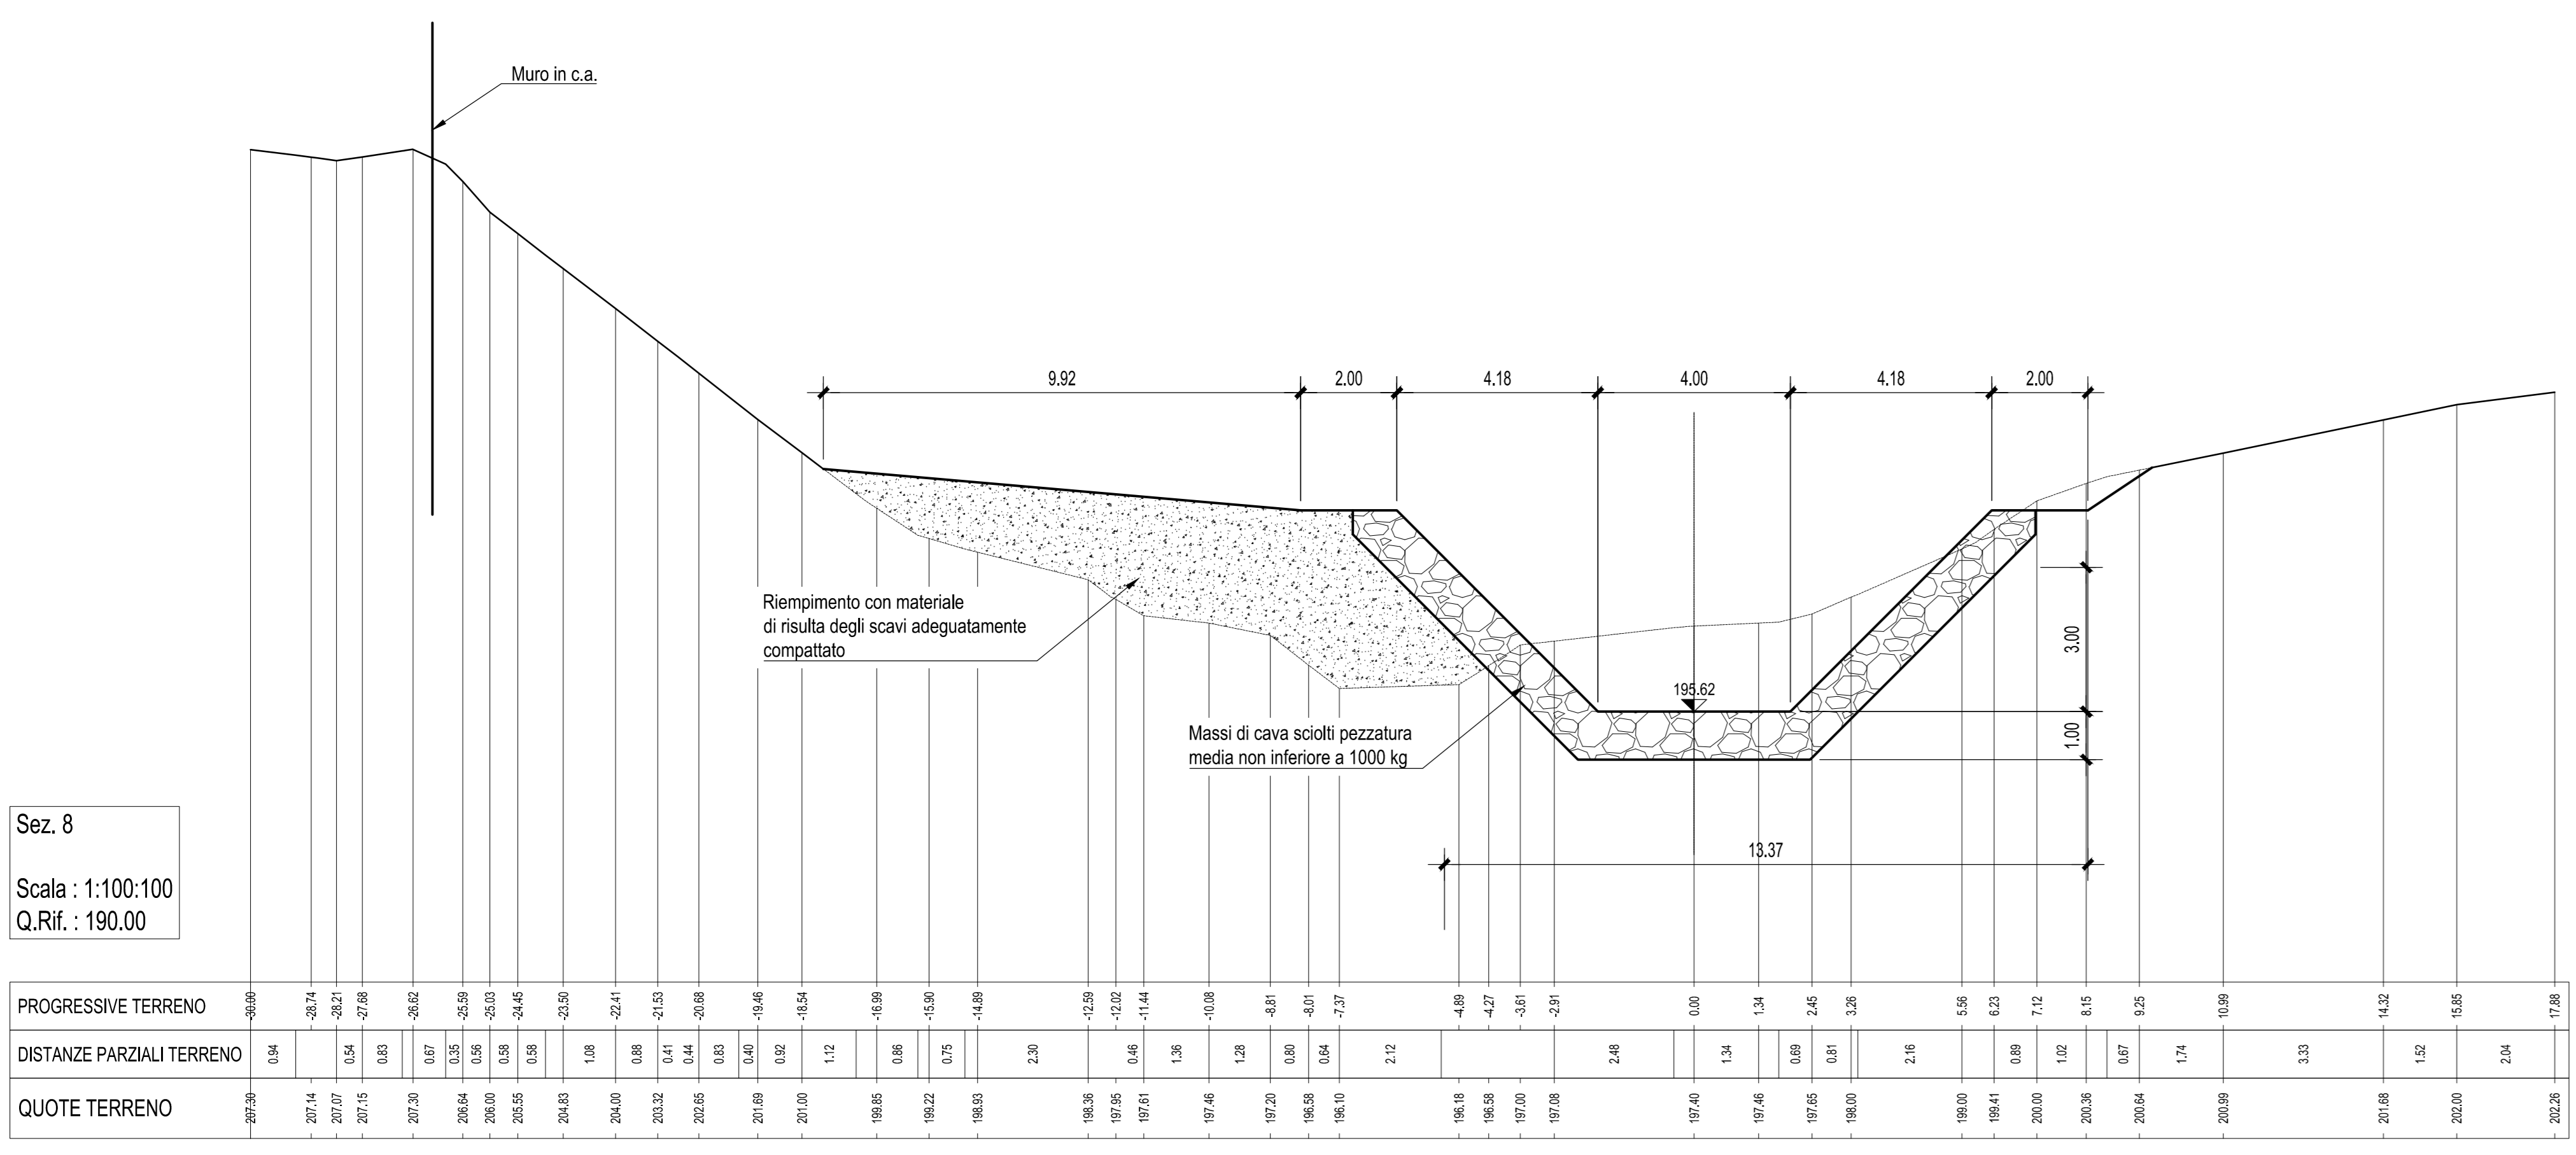 Muro in c.a.
9.92 2.00 4.18 4.00 4.18 2.00
Riempimento con materiale
di risulta degli scavi adeguatamente
compattato
3.00
195.62
Massi di cava sciolti pezzatura
media non inferiore a 1000 kg
1.00
13.37
Sez. 8
Scala : 1:100:100
Q.Rif. : 190.00
PROGRESSIVE TERRENO -30.00 -28.74 -28.21 -27.68 -26.62 -25.59 -25.03 -24.45 -23.50 -22.41 -21.53 -20.68 -19.46 -18.54 -16.99 -15.90 -14.89 -12.59 -12.02 -11.44 -10.08 -8.81 -8.01 -7.37 -4.89 -4.27 -3.61 -2.91 0.00 1.34 2.45 3.26 5.56 6.23 7.12 8.15 9.25 10.99 14.32 15.85 17.88
DISTANZE PARZIALI TERRENO 0.94 0.54 0.83 0.67 0.35 0.56 0.58 0.58 1.08 0.88 0.41 0.44 0.83 0.40 0.92 1.12 0.86 0.75 2.30 0.46 1.36 1.28 0.80 0.64 2.12 2.48 1.34 0.69 0.81 2.16 0.89 1.02 0.67 1.74 3.33 1.52 2.04
QUOTE TERRENO 207.30 207.14 207.07 207.15 207.30 206.64 206.00 205.55 204.83 204.00 203.32 202.65 201.69 201.00 199.85 199.22 198.93 198.36 197.95 197.61 197.46 197.20 196.58 196.10 196.18 196.58 197.00 197.08 197.40 197.46 197.65 198.00 199.00 199.41 200.00 200.36 200.64 200.99 201.68 202.00 202.26